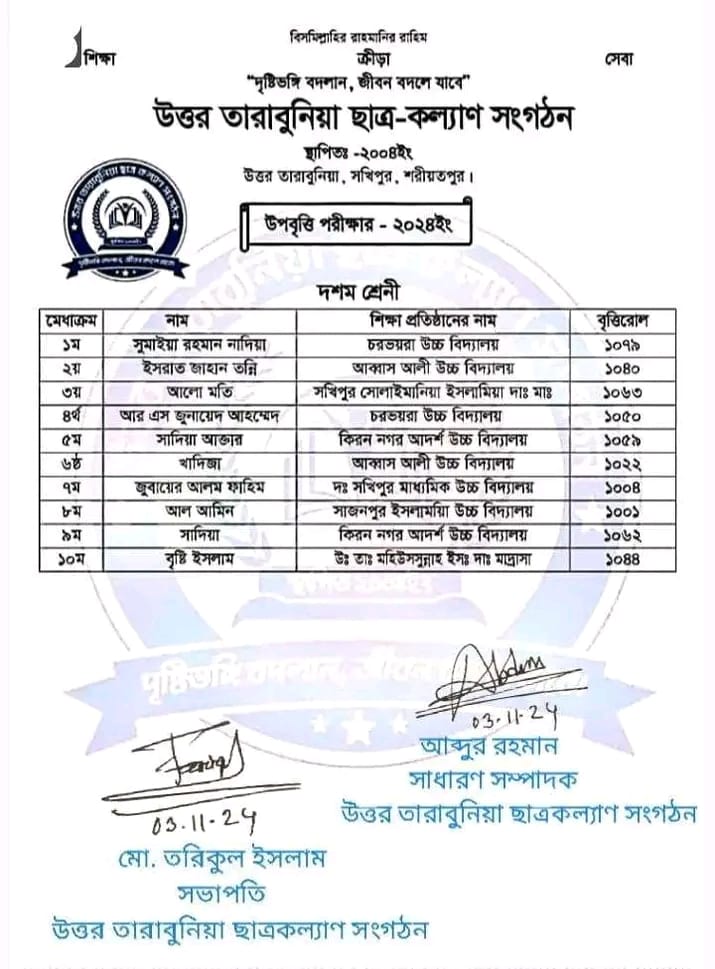 বিসমিল্লাহির রাহমানির রাহিম
শিক্ষা ক্রীড়া সেবা
"দৃষ্টিভঙ্গি বদলান, জীবন বদলে যাবে"
উত্তর তারাবুনিয়া ছাত্র-কল্যাণ সংগঠন
স্থাপিতঃ -২০০৪ইং
উত্তর তারাবুনিয়া, সখিপুর, শরীয়তপুর।
উপবৃত্তি পরীক্ষার - ২০২৪ইং
দশম শ্রেনী
মেধাক্রম নাম শিক্ষা প্রতিষ্ঠানের নাম বৃত্তিরোল
১ম সুমাইয়া রহমান নাদিয়া চরভয়রা উচ্চ বিদ্যালয় ১০৭৯
২য় ইসরাত জাহান তন্নি আব্বাস আলী উচ্চ বিদ্যালয় ১০৪০
৩য় আলো মতি সখিপুর সোলাইমানিয়া ইসলামিয়া দাঃ মাঃ ১০৬৩
৪র্থ আর এস জুনায়েদ আহম্মেদ চরভয়রা উচ্চ বিদ্যালয় ১০৫০
৫ম সাদিয়া আক্তার কিরন নগর আদর্শ উচ্চ বিদ্যালয় ১০৫৯
৬ষ্ঠ খাদিজা আব্বাস আলী উচ্চ বিদ্যালয় ১০২২
৭ম জুবায়ের আলম ফাহিম দঃ সখিপুর মাধ্যমিক উচ্চ বিদ্যালয় ১০০৪
৮ম আল আমিন সাজনপুর ইসলাময়িা উচ্চ বিদ্যালয় ১০০১
৯ম সাদিয়া কিরন নগর আদর্শ উচ্চ বিদ্যালয় ১০৬২
১০ম বৃষ্টি ইসলাম উঃ তাঃ মহিউসসুন্নাহ ইসঃ দাঃ মাদ্রাসা ১০৪৪
03.11.24
আব্দুর রহমান
সাধারণ সম্পাদক
উত্তর তারাবুনিয়া ছাত্রকল্যাণ সংগঠন
03.11.24
মো. তরিকুল ইসলাম
সভাপতি
উত্তর তারাবুনিয়া ছাত্রকল্যাণ সংগঠন